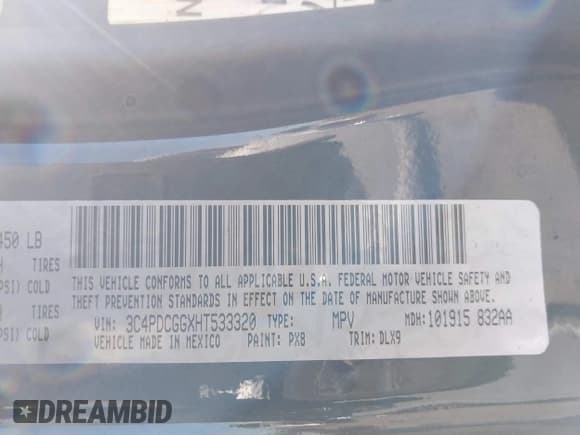 450 LB
TIRES
PSI) COLD
TIRES
PSI) COLD
THIS VEHICLE CONFORMS TO ALL APPLICABLE U.S.A. FEDERAL MOTOR VEHICLE SAFETY AND
THEFT PREVENTION STANDARDS IN EFFECT ON THE DATE OF MANUFACTURE SHOWN ABOVE.
VIN: 3C4PDCGGXHT533320 TYPE: MPV MDH: 101915 832AA
VEHICLE MADE IN MEXICO PAINT: PX8 TRIM: DLX9
DREAMBID